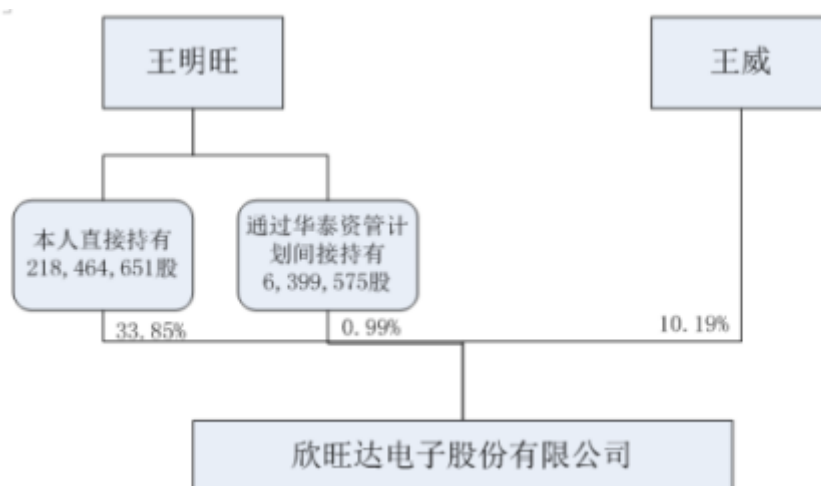 王明旺
王威
本人直接持有
218,464,651股
通过华泰资管计
划间接持有
6,399,575股
33.85%
0.99%
10.19%
欣旺达电子股份有限公司